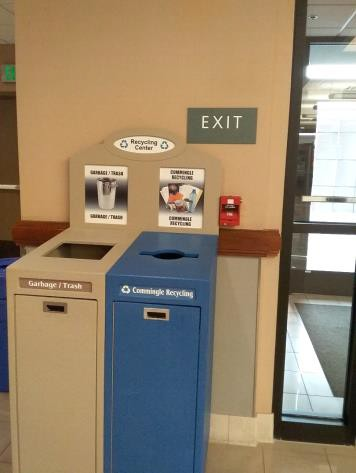 EXIT
Recycling
Center
GARBAGE / TRASH
GARBAGE / TRASH
COMMINGLE
RECYCLING
COMMINGLE
RECYCLING
Garbage / Trash
Commingle Recycling